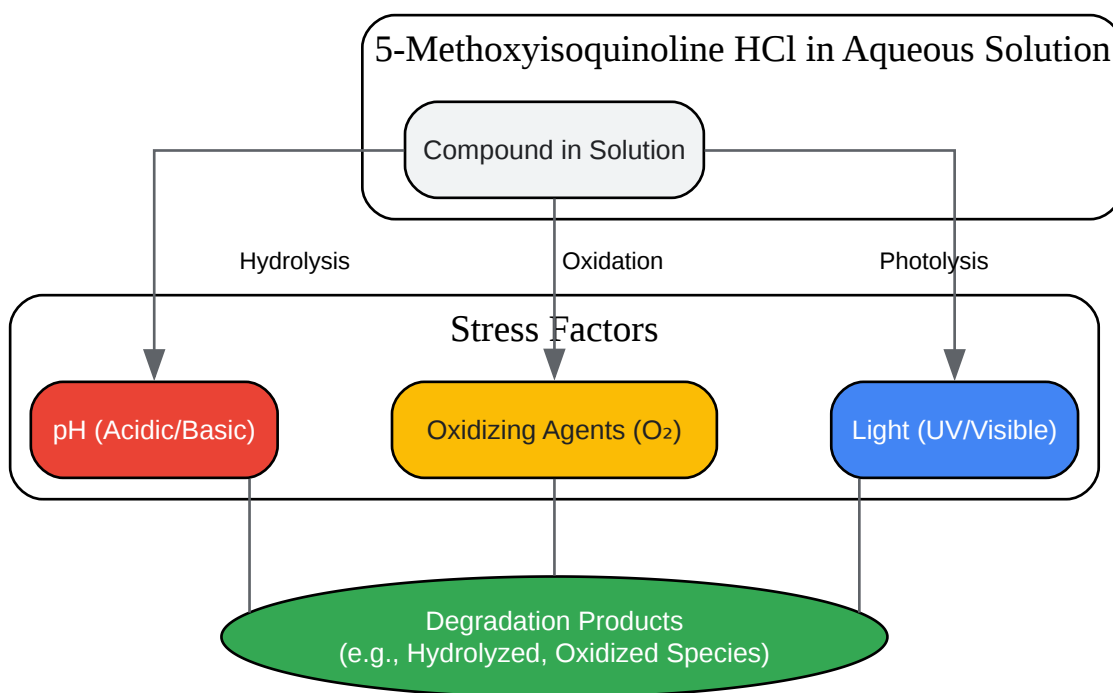 5-Methoxyisoquinoline HCl in Aqueous Solution
Compound in Solution
Hydrolysis
Oxidation
Photolysis
Stress Factors
pH (Acidic/Basic)
Oxidizing Agents (O₂)
Light (UV/Visible)
Degradation Products
(e.g., Hydrolyzed, Oxidized Species)